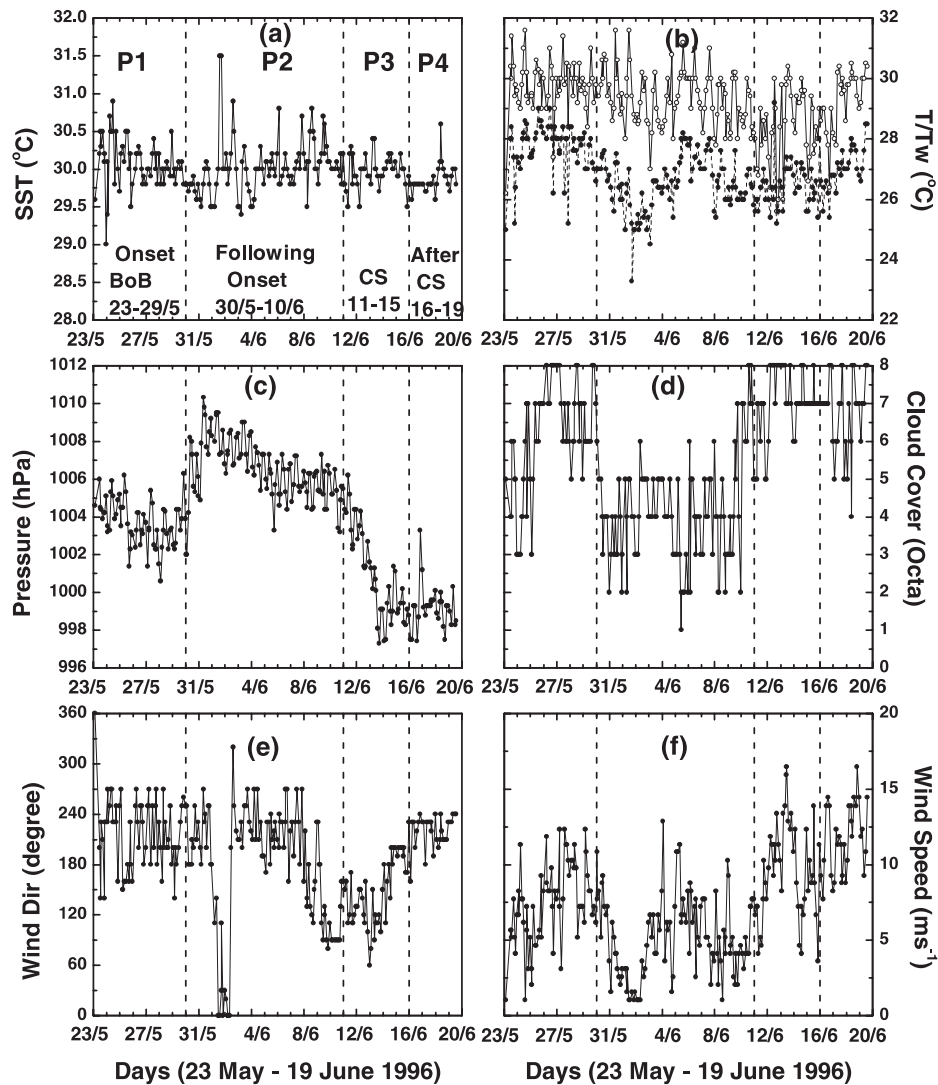 (a)
P1 P2 P3 P4
SST (°C)
32.0
31.5
31.0
30.5
30.0
29.5
29.0
28.5
28.0
Onset
BoB
23-29/5
Following
Onset
30/5-10/6
CS
11-15
After
CS
16-19
23/5 27/5 31/5 4/6 8/6 12/6 16/6 20/6
(b)
T/Tw (°C)
32
30
28
26
24
22
23/5 27/5 31/5 4/6 8/6 12/6 16/6 20/6
(c)
Pressure (hPa)
1012
1010
1008
1006
1004
1002
1000
998
996
23/5 27/5 31/5 4/6 8/6 12/6 16/6 20/6
(d)
Cloud Cover (Octa)
8
7
6
5
4
3
2
1
0
23/5 27/5 31/5 4/6 8/6 12/6 16/6 20/6
(e)
Wind Dir (degree)
360
300
240
180
120
60
0
23/5 27/5 31/5 4/6 8/6 12/6 16/6 20/6
Days (23 May - 19 June 1996)
(f)
Wind Speed (ms⁻¹)
20
15
10
5
0
23/5 27/5 31/5 4/6 8/6 12/6 16/6 20/6
Days (23 May - 19 June 1996)